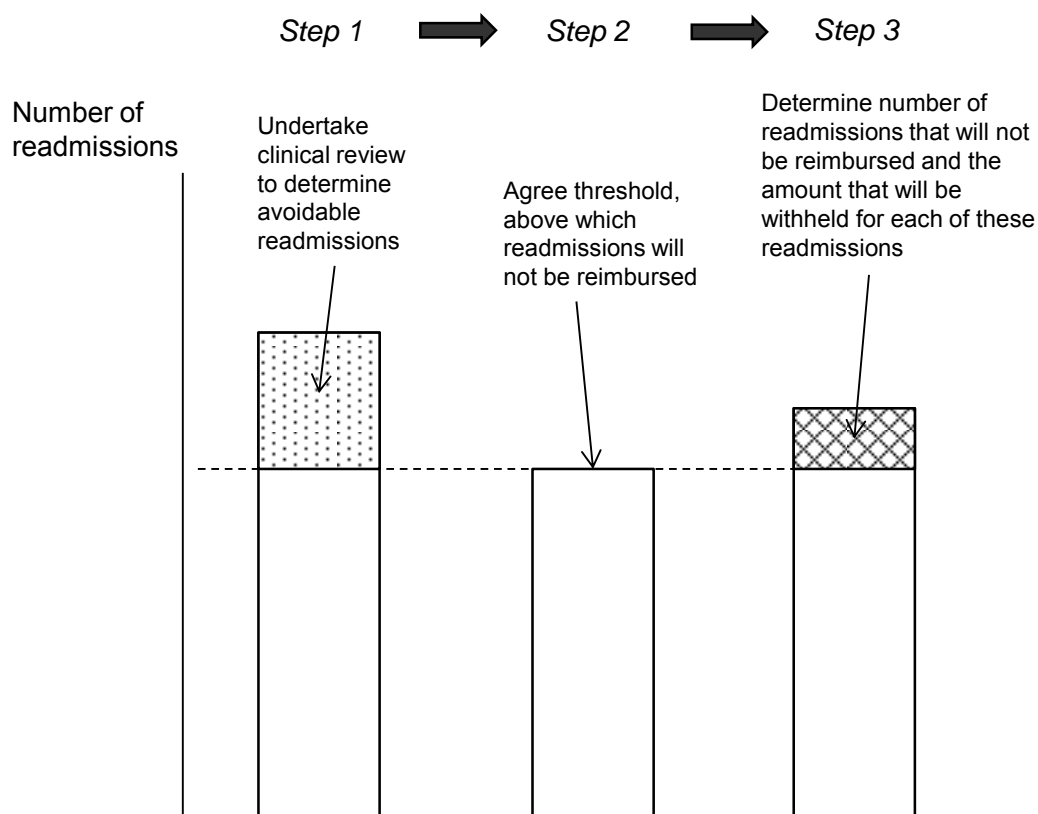 Step 1
Step 2
Step 3
Number of
readmissions
Undertake
clinical review
to determine
avoidable
readmissions
Agree threshold,
above which
readmissions will
not be reimbursed
Determine number of
readmissions that will not
be reimbursed and the
amount that will be
withheld for each of these
readmissions